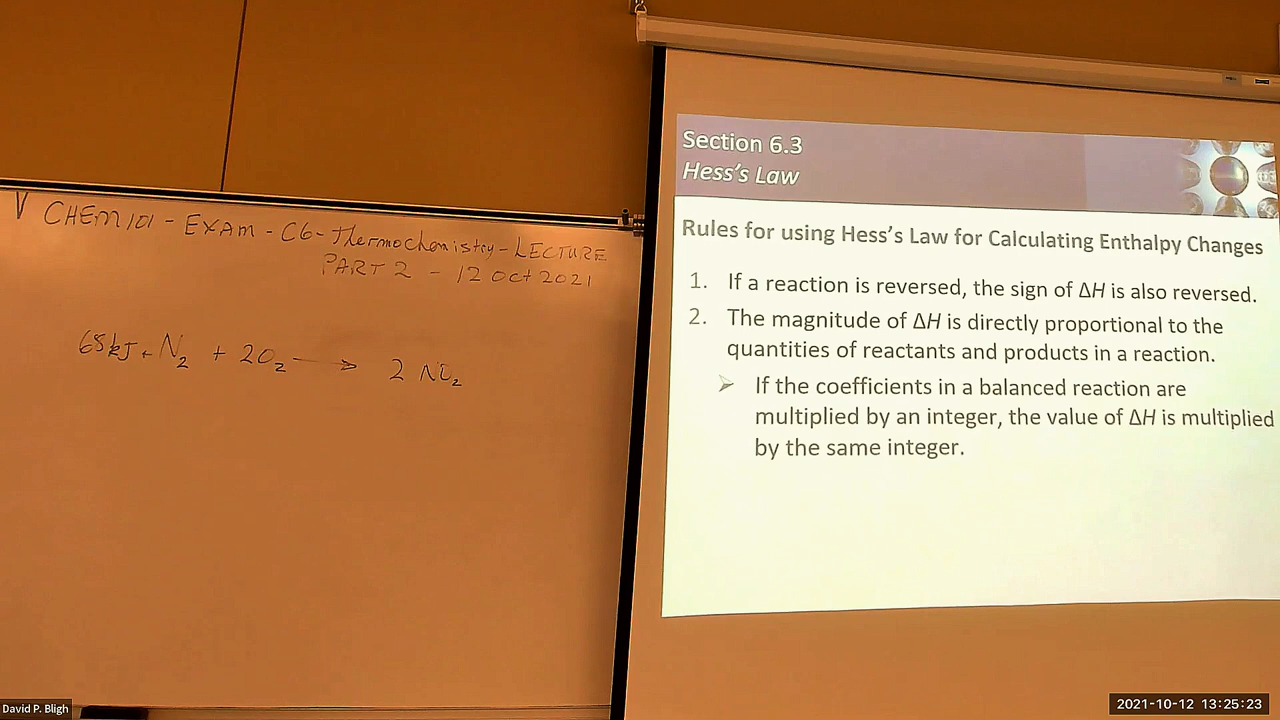 V CHEM 101 - EXAM - C6 - Thermochemistry - LECTURE
PART 2 - 12 Oct 2021
68kJ + N₂ + 2O₂ → 2 NO₂
Section 6.3
Hess's Law
Rules for using Hess's Law for Calculating Enthalpy Changes
1. If a reaction is reversed, the sign of ΔH is also reversed.
2. The magnitude of ΔH is directly proportional to the
quantities of reactants and products in a reaction.
➢ If the coefficients in a balanced reaction are
multiplied by an integer, the value of ΔH is multiplied
by the same integer.
David P. Bligh
2021-10-12 13:25:23